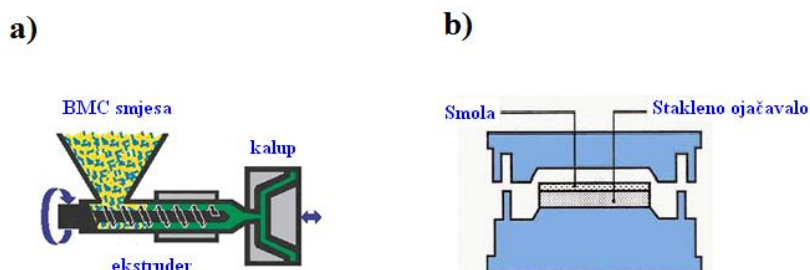 a)
b)
BMC smjesa
kalup
ekstruder
Smola
Stakleno ojačavalo